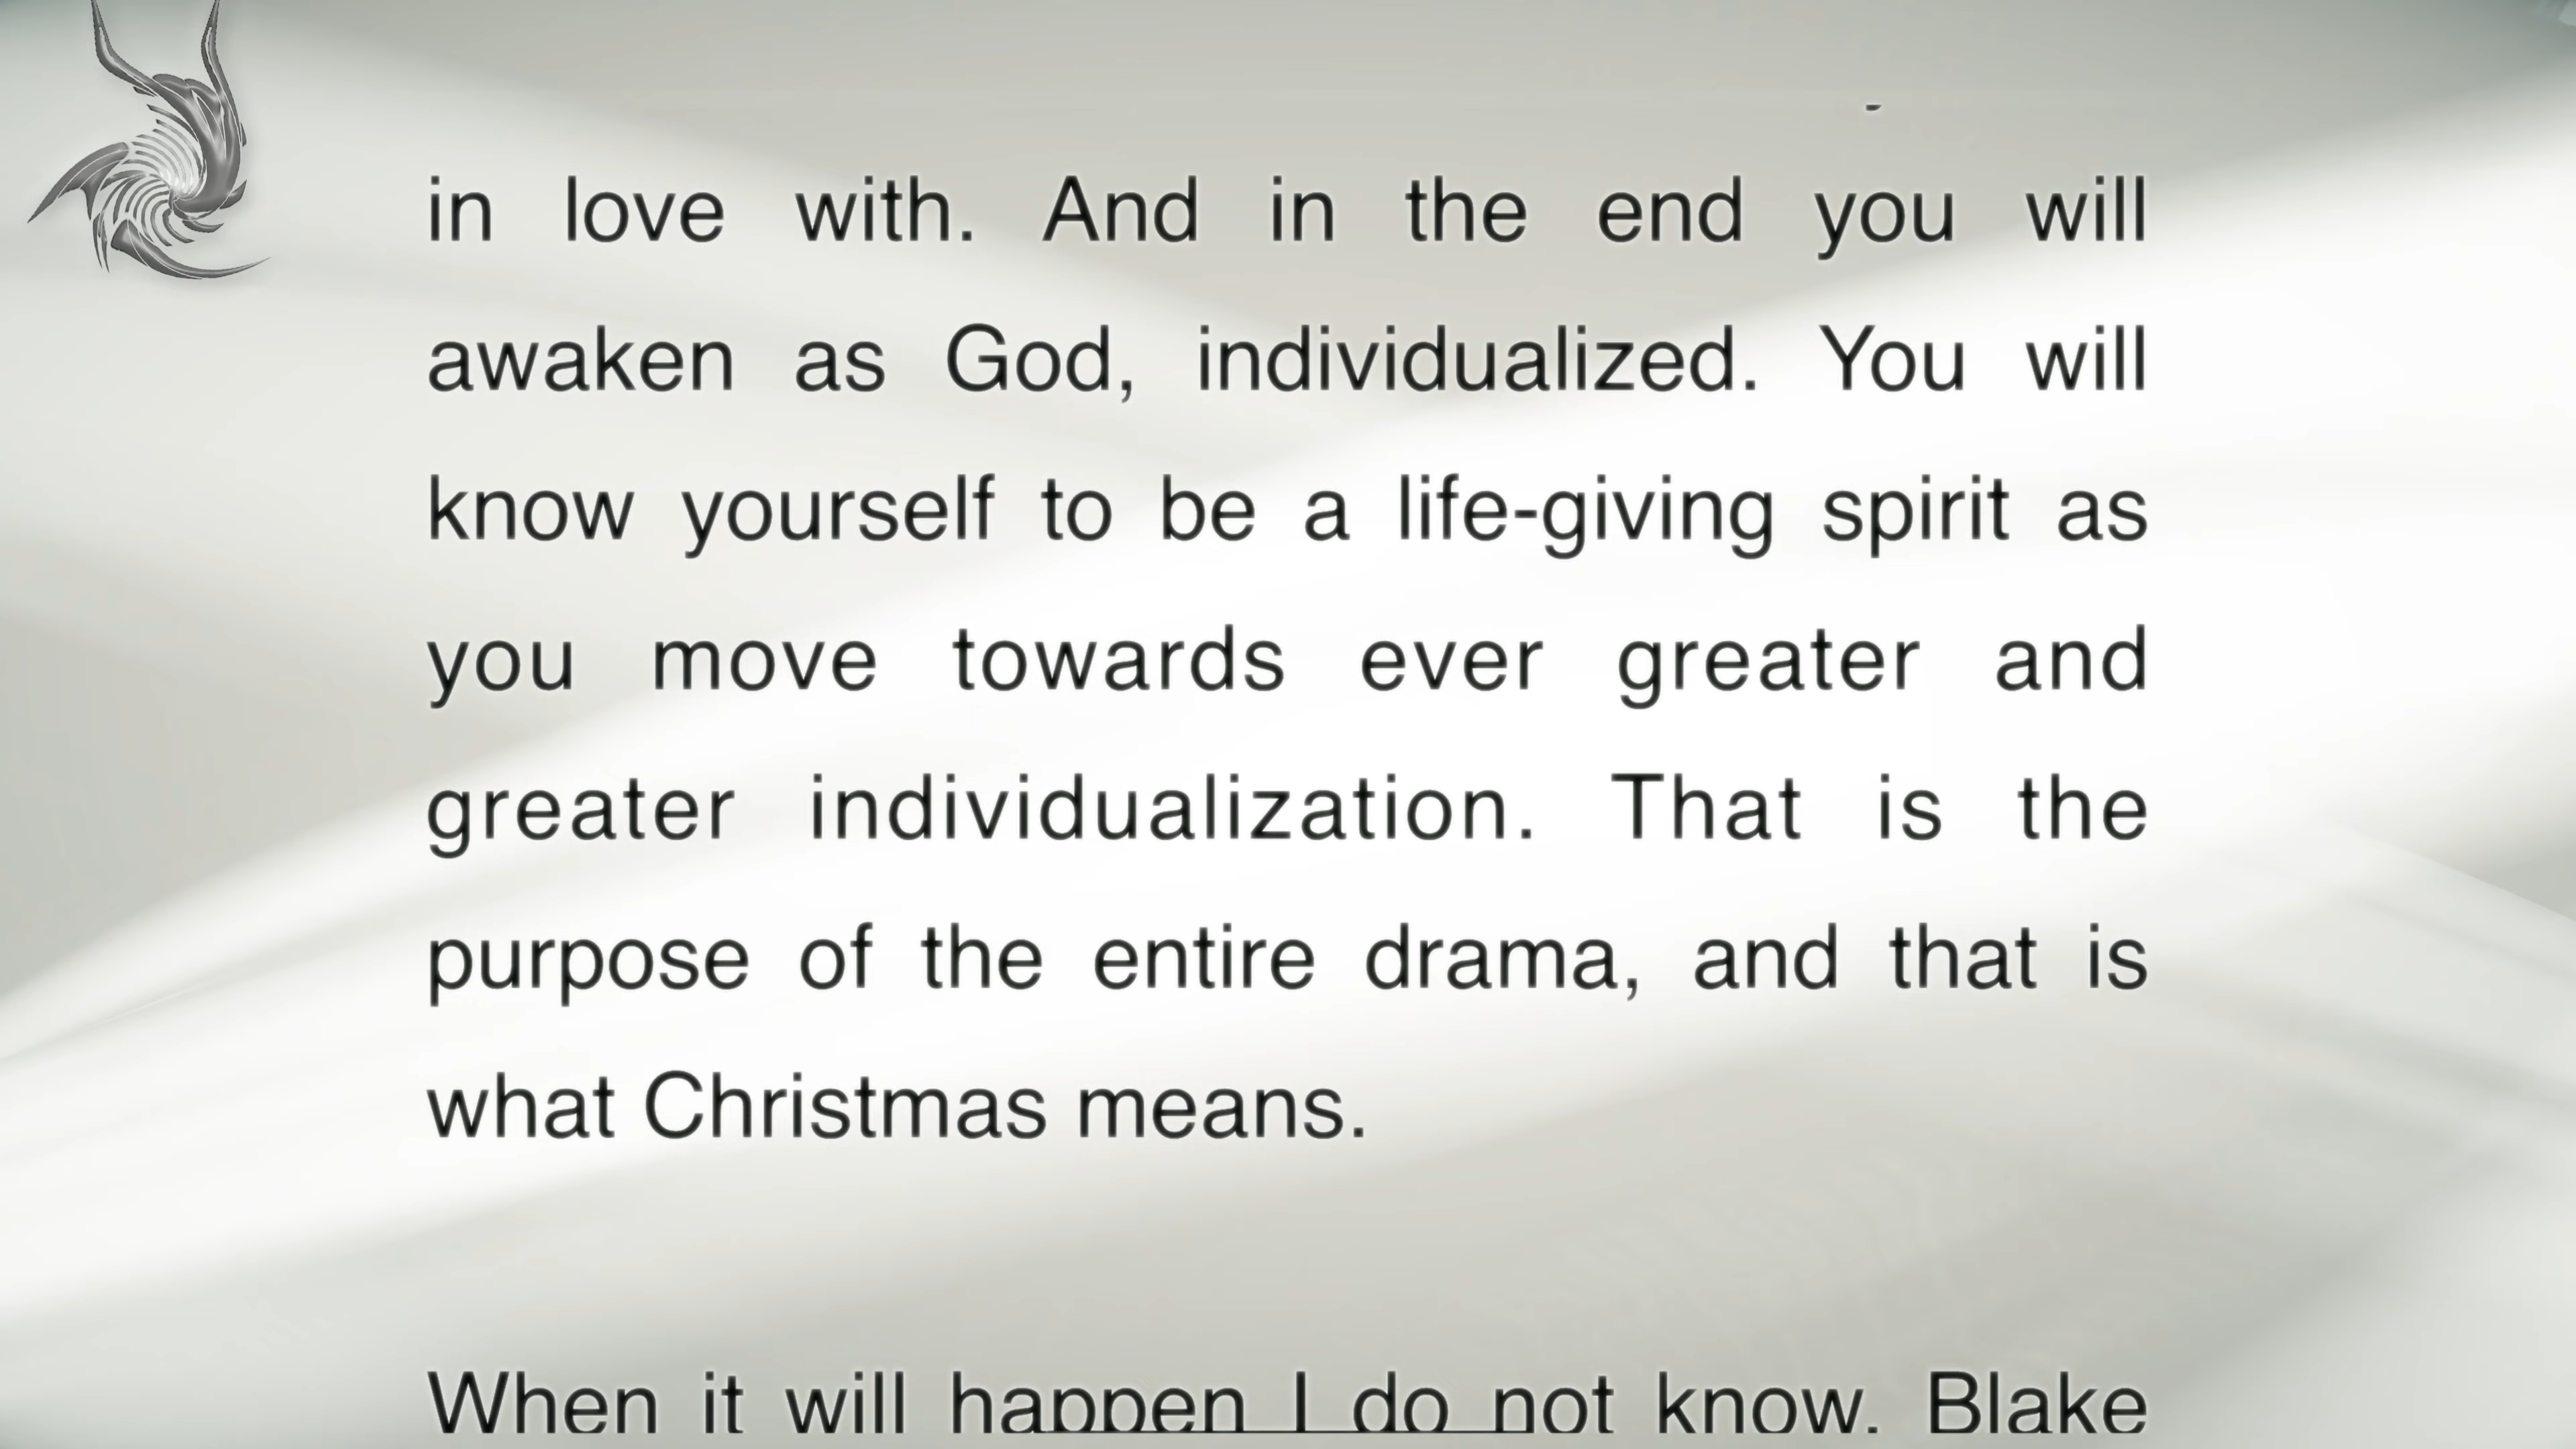 in love with. And in the end you will
awaken as God, individualized. You will
know yourself to be a life-giving spirit as
you move towards ever greater and
greater individualization. That is the
purpose of the entire drama, and that is
what Christmas means.
When it will happen I do not know. Blake